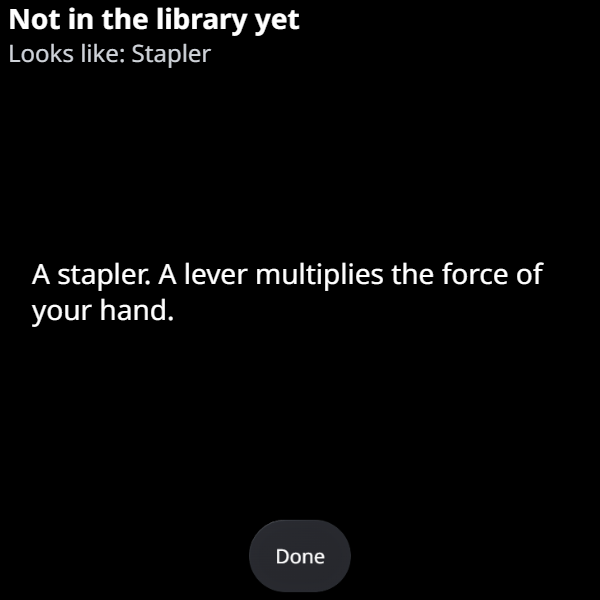 Not in the library yet
Looks like: Stapler
A stapler. A lever multiplies the force of
your hand.
Done